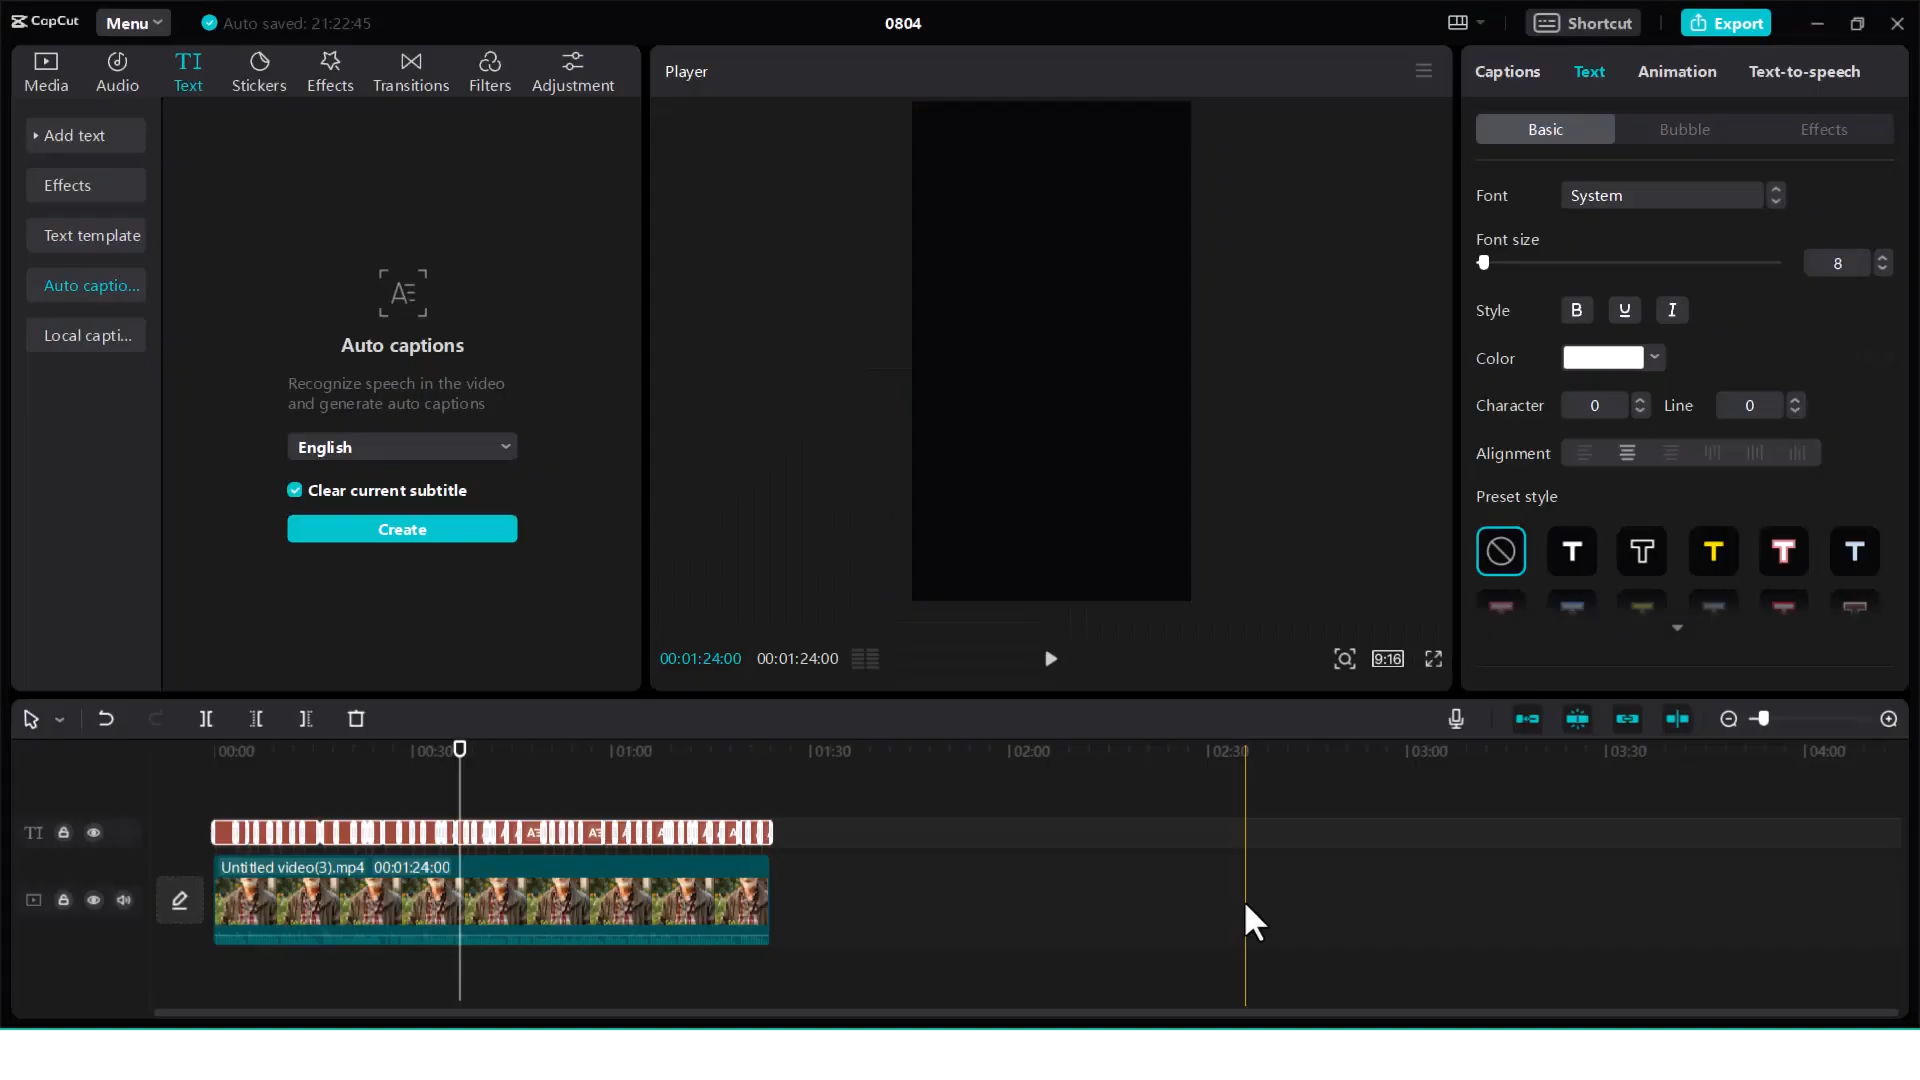 CapCut
Menu
Auto saved: 21:22:45
0804
Shortcut
Export
Media
Audio
TI
Text
Stickers
Effects
Transitions
Filters
Adjustment
Player
Captions
Text
Animation
Text-to-speech
Add text
Effects
Text template
Auto captio...
Local capti...
Auto captions
Recognize speech in the video
and generate auto captions
English
Clear current subtitle
Create
00:01:24:00
00:01:24:00
9:16
Basic
Bubble
Effects
Font
System
Font size
8
Style
B
U
I
Color
Character
0
Line
0
Alignment
Preset style
T
T
T
T
T
00:00
00:30
01:00
01:30
02:00
02:30
03:00
03:30
04:00
TI
Untitled video(3).mp4
00:01:24:00